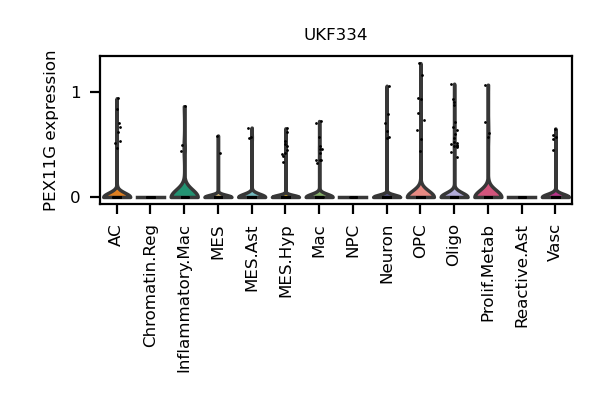 UKF334
PEX11G expression
1
0
AC
Chromatin.Reg
Inflammatory.Mac
MES
MES.Ast
MES.Hyp
Mac
NPC
Neuron
OPC
Oligo
Prolif.Metab
Reactive.Ast
Vasc